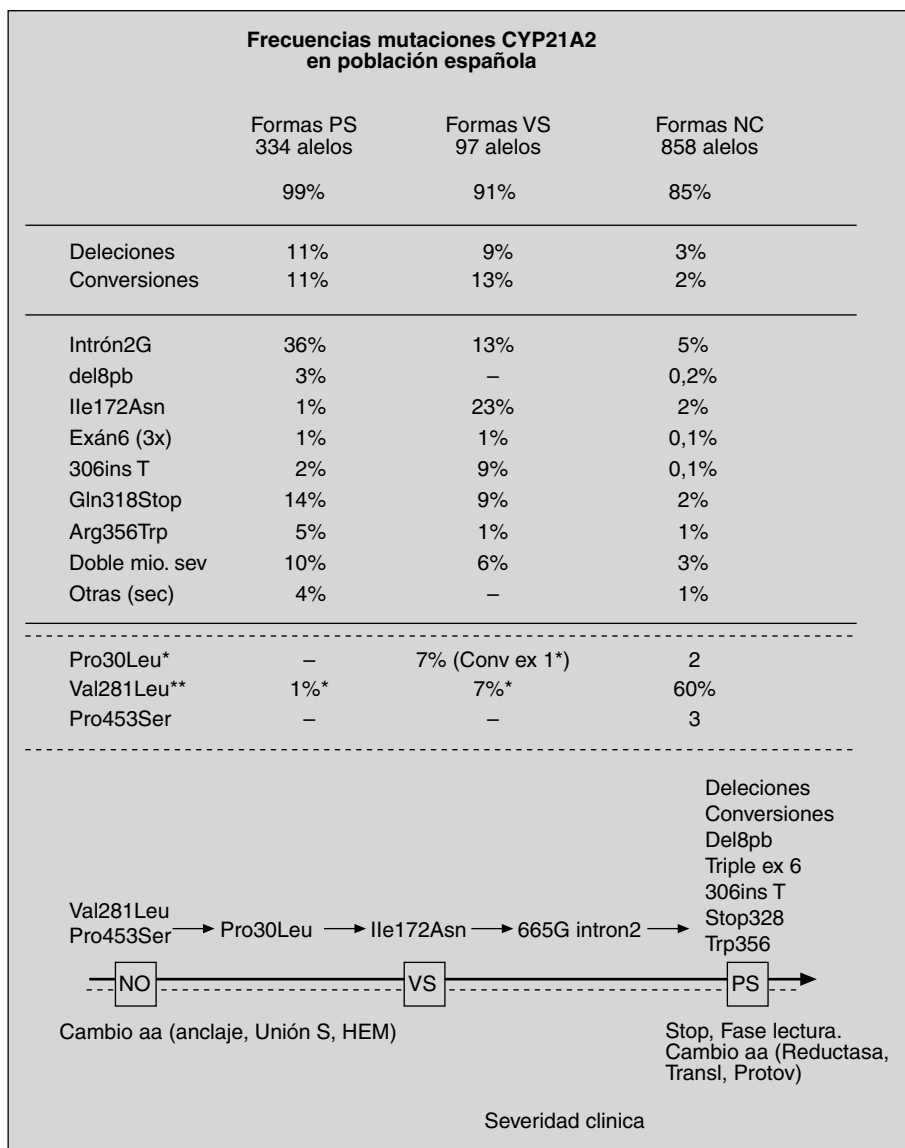 Frecuencias mutaciones CYP21A2
en población española
Formas PS Formas VS Formas NC
334 alelos 97 alelos 858 alelos
99% 91% 85%
Deleciones 11% 9% 3%
Conversiones 11% 13% 2%
Intrón2G 36% 13% 5%
del8pb 3% – 0,2%
Ile172Asn 1% 23% 2%
Exán6 (3x) 1% 1% 0,1%
306ins T 2% 9% 0,1%
Gln318Stop 14% 9% 2%
Arg356Trp 5% 1% 1%
Doble mio. sev 10% 6% 3%
Otras (sec) 4% – 1%
Pro30Leu* – 7% (Conv ex 1*) 2
Val281Leu** 1%* 7%* 60%
Pro453Ser – – 3
Deleciones
Conversiones
Del8pb
Triple ex 6
306ins T
Stop328
Trp356
Val281Leu
Pro453Ser
Pro30Leu
Ile172Asn
665G intron2
NO VS PS
Cambio aa (anclaje, Unión S, HEM)
Stop, Fase lectura.
Cambio aa (Reductasa,
Transl, Protov)
Severidad clinica